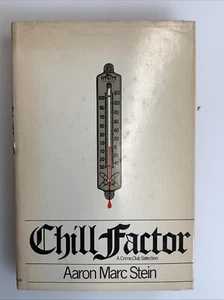 Chill Factor
A Crime Club Selection
Aaron Marc Stein